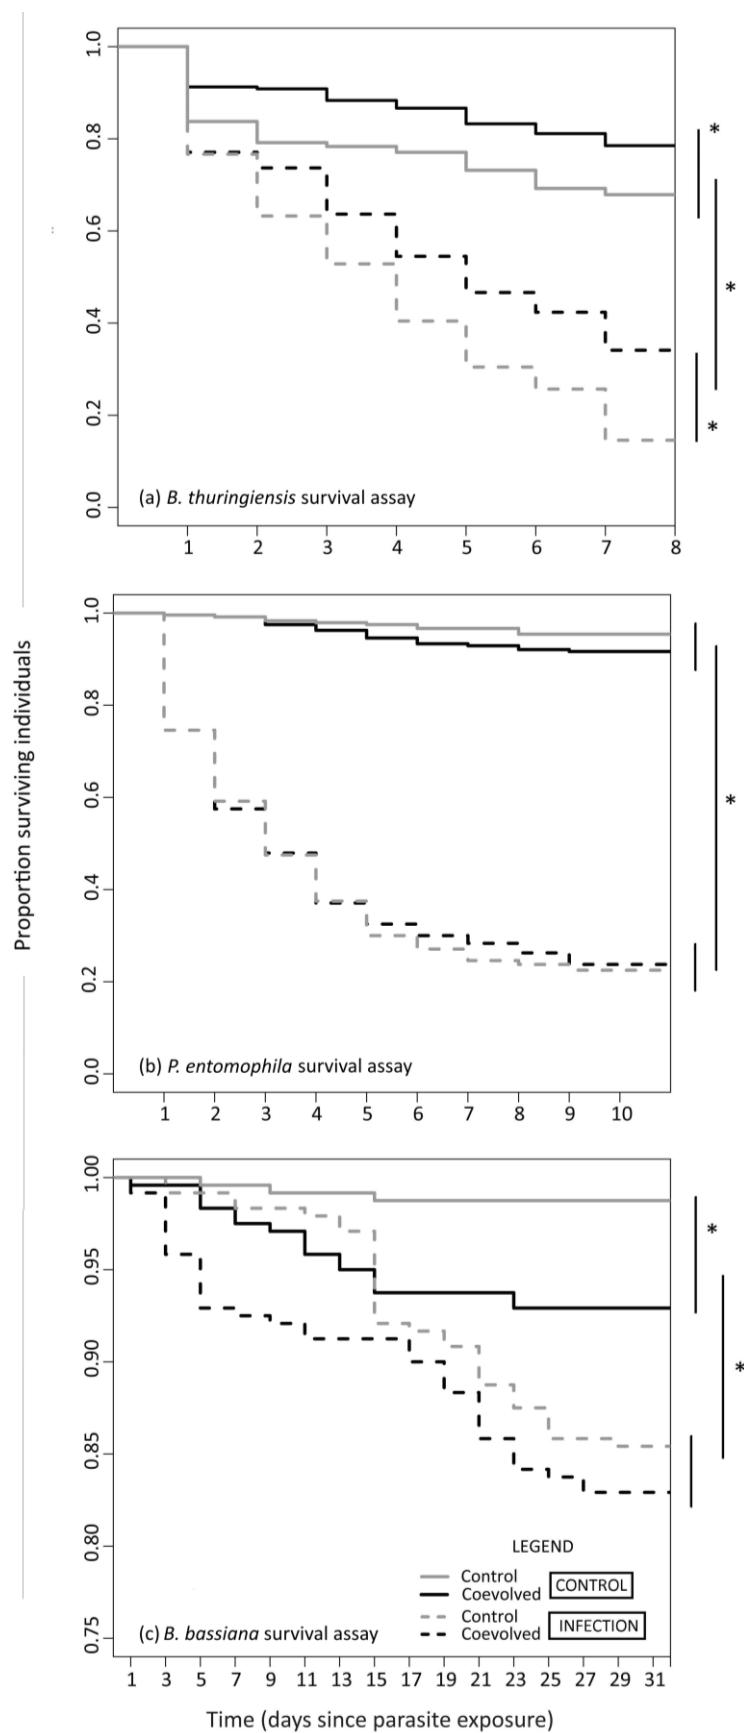 Proportion surviving individuals
1.0
0.8
0.6
0.4
0.2
0.0
*
*
*
(a) B. thuringiensis survival assay
1 2 3 4 5 6 7 8
1.0
0.8
0.6
0.4
0.2
0.0
*
(b) P. entomophila survival assay
1 2 3 4 5 6 7 8 9 10
1.00
0.95
0.90
0.85
0.80
0.75
*
*
LEGEND
Control
Coevolved
CONTROL
Control
Coevolved
INFECTION
(c) B. bassiana survival assay
1 3 5 7 9 11 13 15 17 19 21 23 25 27 29 31
Time (days since parasite exposure)